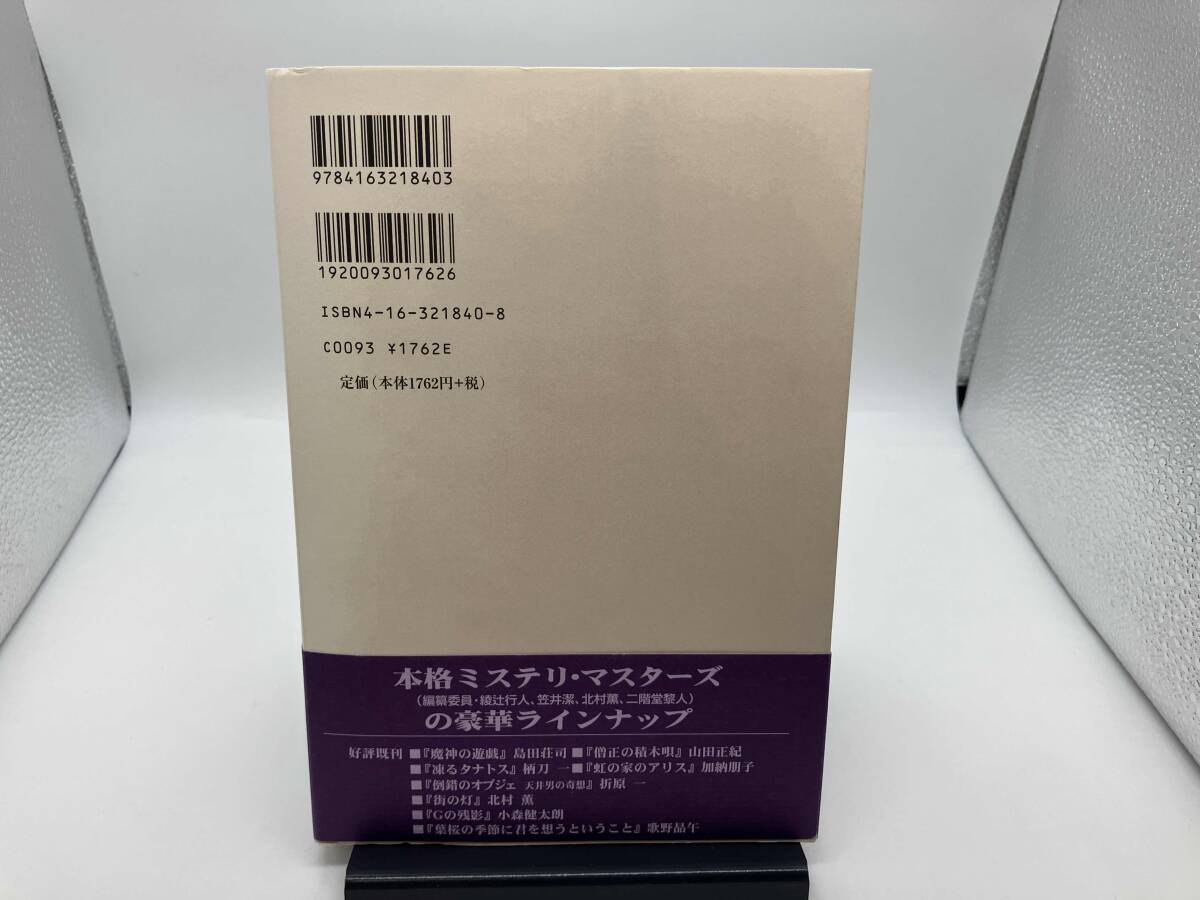 9784163218403
1920093017626
ISBN4-16-321840-8
C0093 ¥1762E
定価(本体1762円+税)
本格ミステリ・マスターズ
(編纂委員・綾辻行人、笠井潔、北村薫、二階堂黎人)
の豪華ラインナップ
好評既刊 ■『魔神の遊戯』島田荘司 ■『僧正の積木唄』山田正紀
■『凍るタナトス』柄刀 一 ■『虹の家のアリス』加納朋子
■『倒錯のオブジェ 天井男の奇想』折原 一
■『街の灯』北村 薫
■『Gの残影』小森健太朗
■『葉桜の季節に君を想うということ』歌野晶午